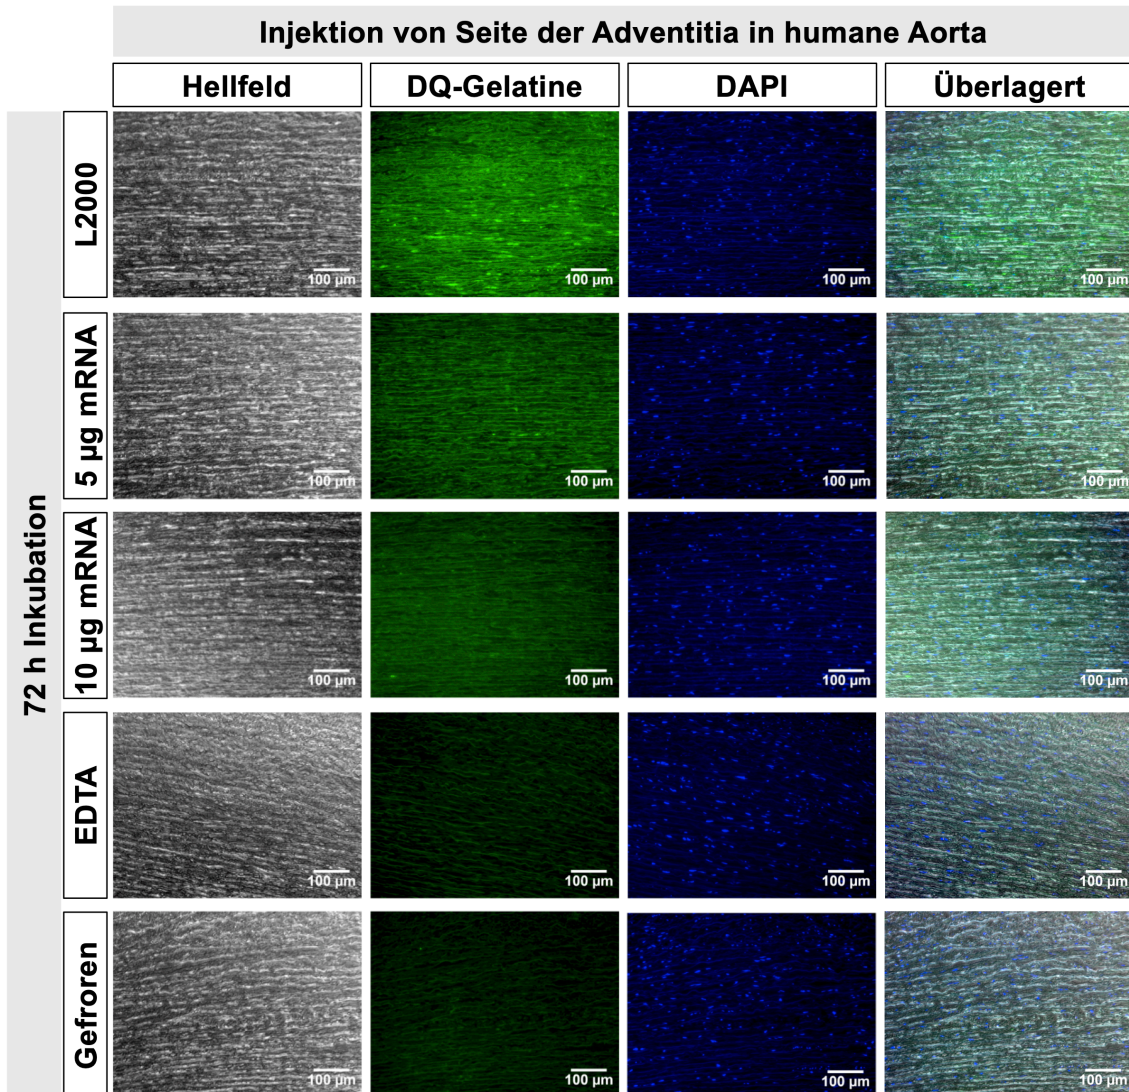 Injektion von Seite der Adventitia in humane Aorta
Hellfeld DQ-Gelatine DAPI Überlagert
72 h Inkubation
L2000
100 µm 100 µm 100 µm 100 µm
5 µg mRNA
100 µm 100 µm 100 µm 100 µm
10 µg mRNA
100 µm 100 µm 100 µm 100 µm
EDTA
100 µm 100 µm 100 µm 100 µm
Gefroren
100 µm 100 µm 100 µm 100 µm